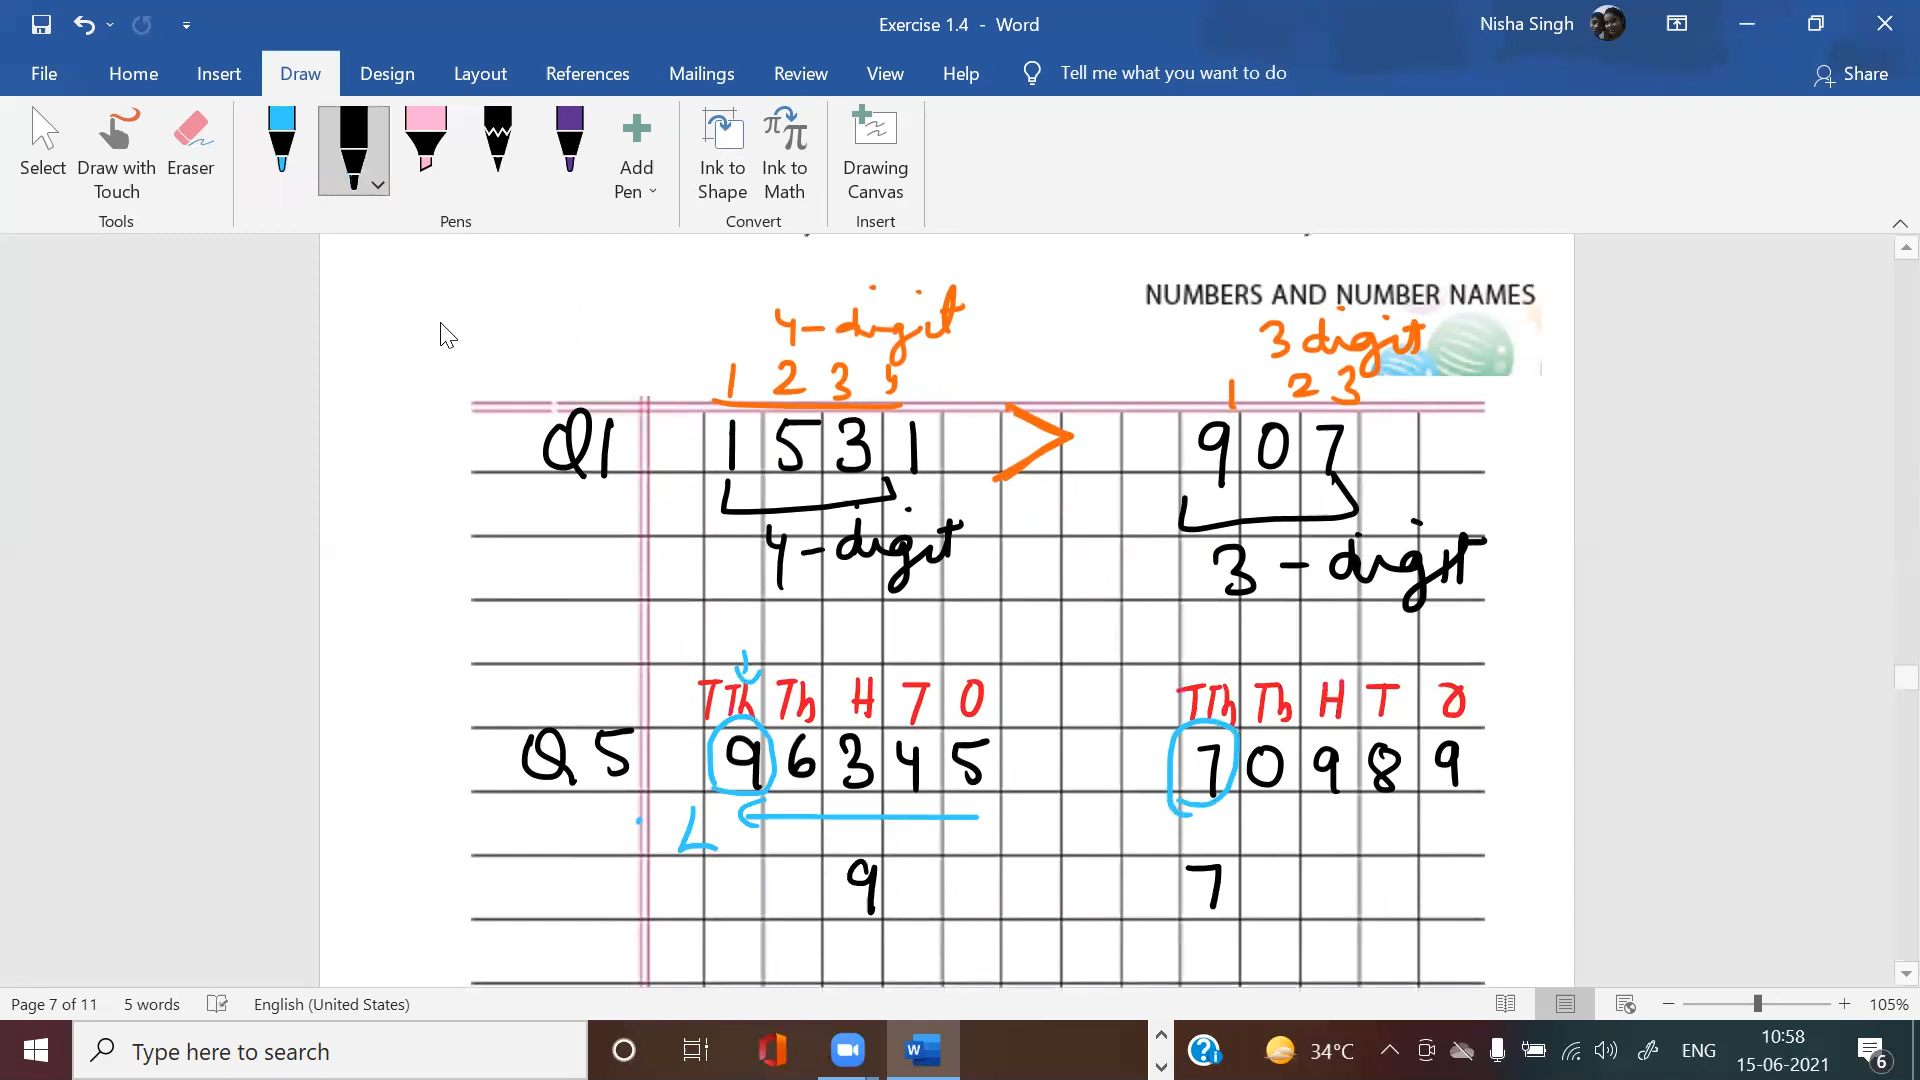 Exercise 1.4 - Word
Nisha Singh
File Home Insert Draw Design Layout References Mailings Review View Help Tell me what you want to do Share
Select Draw with Touch Eraser
Add Pen
Ink to Shape Ink to Math
Drawing Canvas
Tools Pens Convert Insert
NUMBERS AND NUMBER NAMES
4-digit 3 digit
1 2 3 1 2 3
Q1 1531 > 907
4-digit 3-digit
TTh Th H T O TTh Th H T O
Q5 96345 70989
L
9 7
Page 7 of 11 5 words English (United States) 105%
Type here to search
34°C ENG 10:58
15-06-2021
6